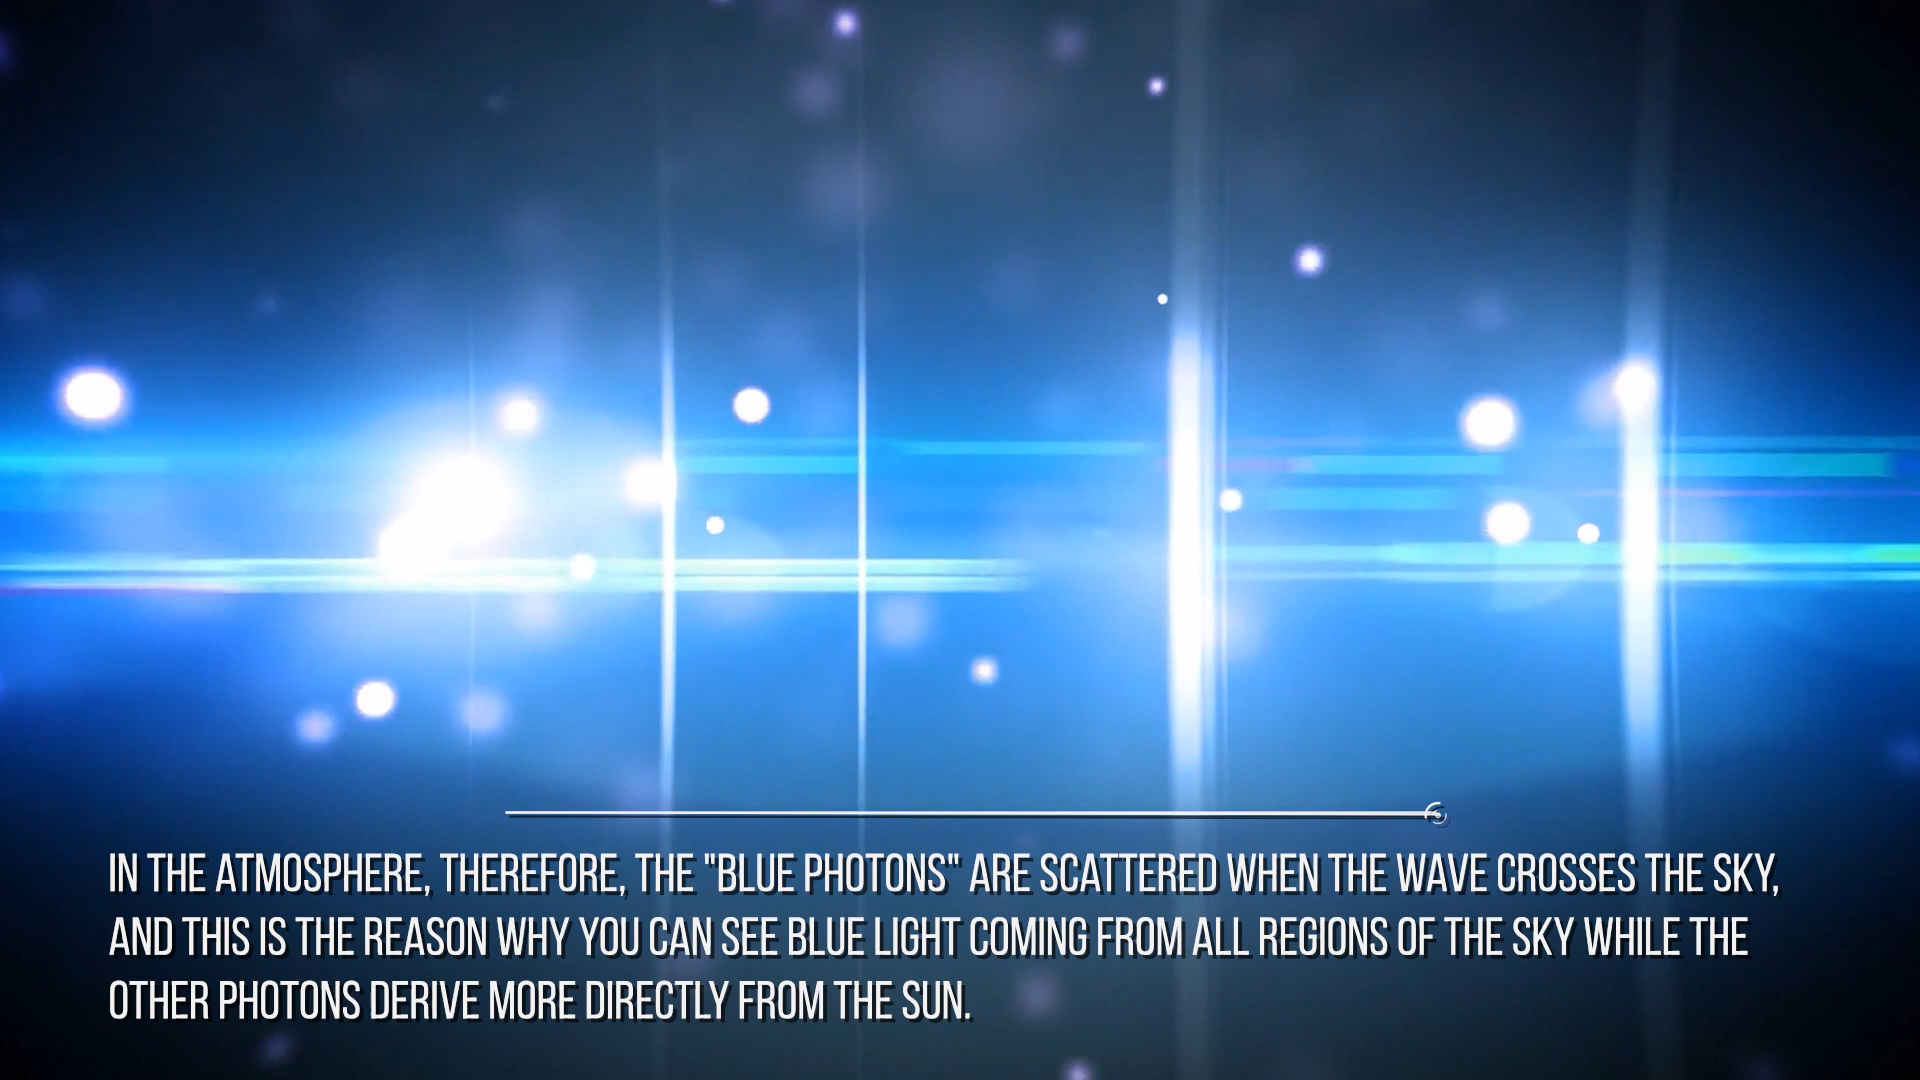 IN THE ATMOSPHERE, THEREFORE, THE "BLUE PHOTONS" ARE SCATTERED WHEN THE WAVE CROSSES THE SKY,
AND THIS IS THE REASON WHY YOU CAN SEE BLUE LIGHT COMING FROM ALL REGIONS OF THE SKY WHILE THE
OTHER PHOTONS DERIVE MORE DIRECTLY FROM THE SUN.